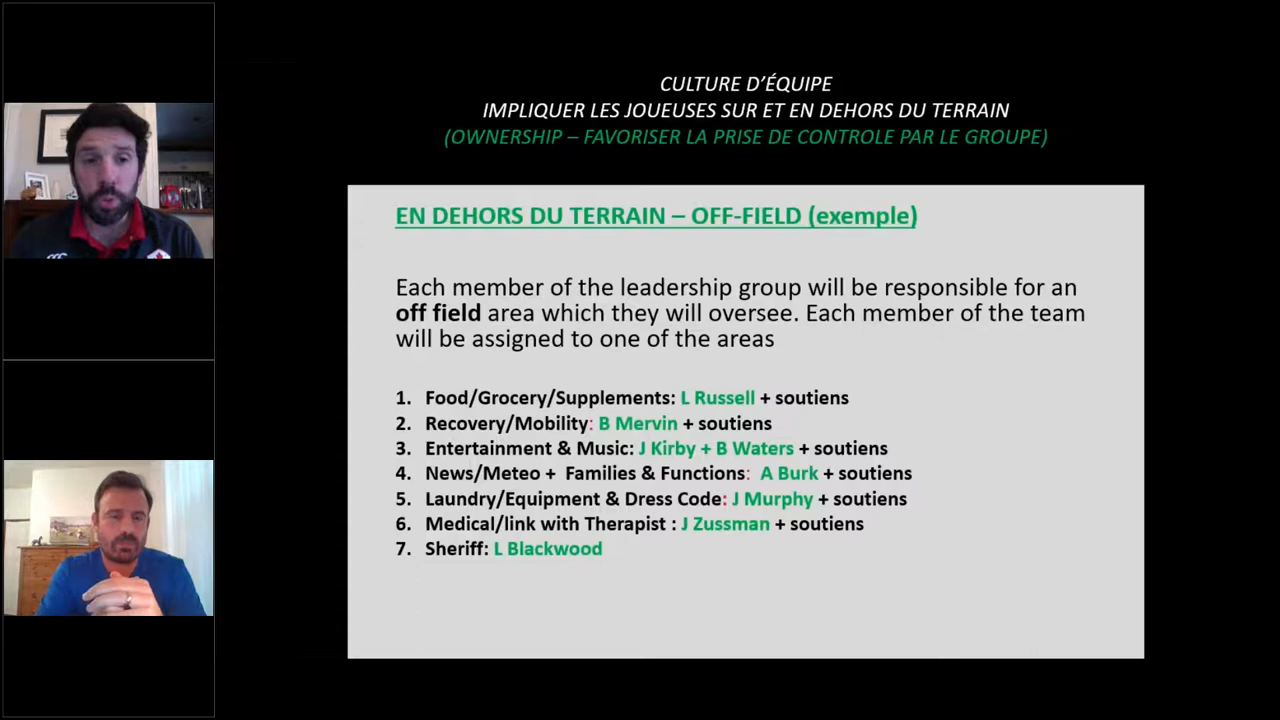 CULTURE D’ÉQUIPE
IMPLIQUER LES JOUEUSES SUR ET EN DEHORS DU TERRAIN
(OWNERSHIP – FAVORISER LA PRISE DE CONTROLE PAR LE GROUPE)
EN DEHORS DU TERRAIN – OFF-FIELD (exemple)
Each member of the leadership group will be responsible for an
off field area which they will oversee. Each member of the team
will be assigned to one of the areas
1. Food/Grocery/Supplements: L Russell + soutiens
2. Recovery/Mobility: B Mervin + soutiens
3. Entertainment & Music: J Kirby + B Waters + soutiens
4. News/Meteo + Families & Functions: A Burk + soutiens
5. Laundry/Equipment & Dress Code: J Murphy + soutiens
6. Medical/link with Therapist : J Zussman + soutiens
7. Sheriff: L Blackwood